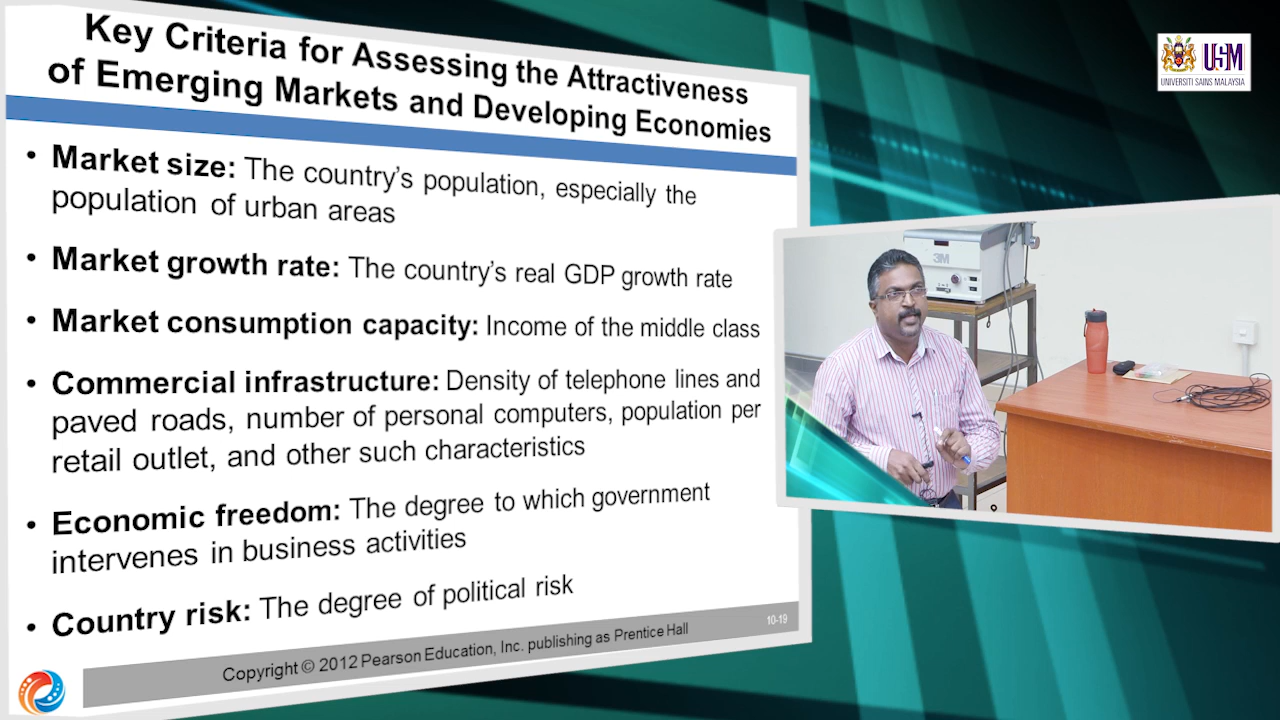 Key Criteria for Assessing the Attractiveness
of Emerging Markets and Developing Economies
• Market size: The country's population, especially the
population of urban areas
• Market growth rate: The country's real GDP growth rate
• Market consumption capacity: Income of the middle class
• Commercial infrastructure: Density of telephone lines and
paved roads, number of personal computers, population per
retail outlet, and other such characteristics
• Economic freedom: The degree to which government
intervenes in business activities
• Country risk: The degree of political risk
10-19
Copyright © 2012 Pearson Education, Inc. publishing as Prentice Hall
USM
UNIVERSITI SAINS MALAYSIA
3M